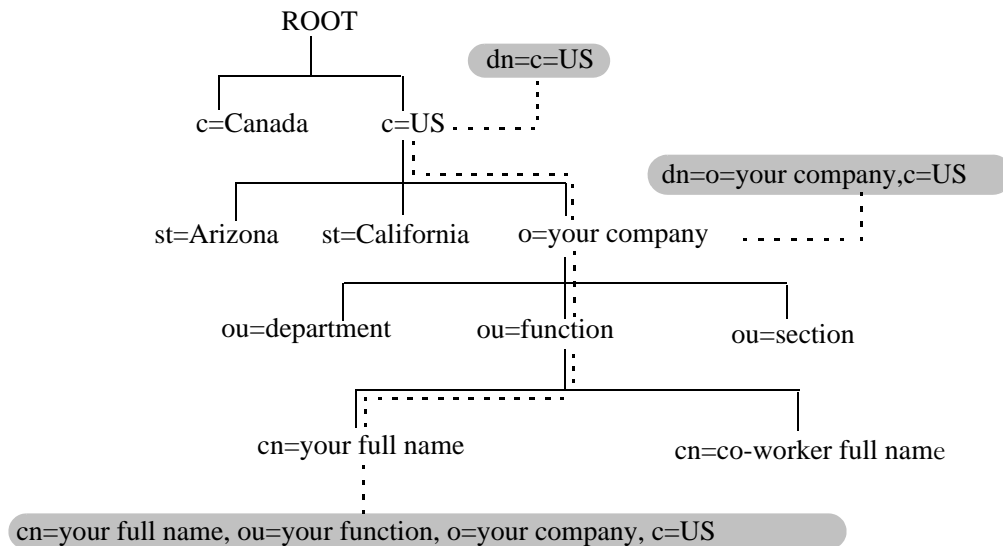 ROOT
dn=c=US
c=Canada
c=US
dn=o=your company,c=US
st=Arizona
st=California
o=your company
ou=department
ou=function
ou=section
cn=your full name
cn=co-worker full name
cn=your full name, ou=your function, o=your company, c=US